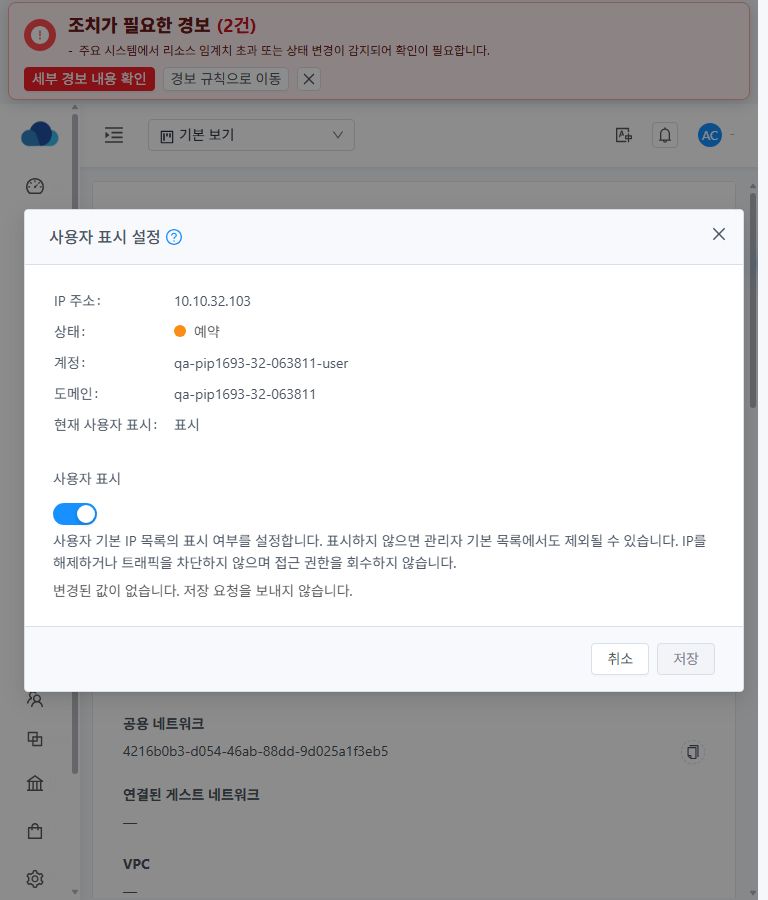 조치가 필요한 경보 (2건)
- 주요 시스템에서 리소스 임계치 초과 또는 상태 변경이 감지되어 확인이 필요합니다.
세부 경보 내용 확인 경보 규칙으로 이동
기본 보기
AC
사용자 표시 설정
IP 주소: 10.10.32.103
상태: 예약
계정: qa-pip1693-32-063811-user
도메인: qa-pip1693-32-063811
현재 사용자 표시: 표시
사용자 표시
사용자 기본 IP 목록의 표시 여부를 설정합니다. 표시하지 않으면 관리자 기본 목록에서도 제외될 수 있습니다. IP를
해제하거나 트래픽을 차단하지 않으며 접근 권한을 회수하지 않습니다.
변경된 값이 없습니다. 저장 요청을 보내지 않습니다.
취소 저장
공용 네트워크
4216b0b3-d054-46ab-88dd-9d025a1f3eb5
연결된 게스트 네트워크
—
VPC
—